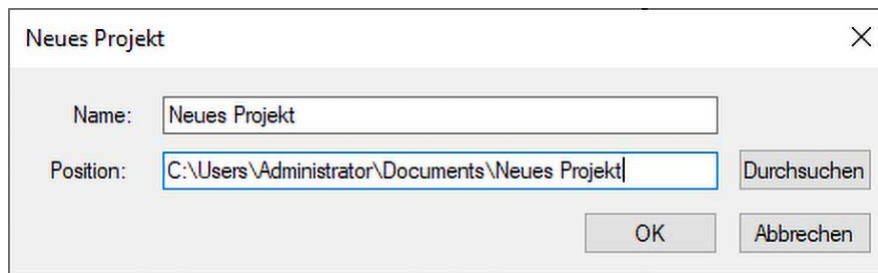 Neues Projekt
Name: Neues Projekt
Position: C:\Users\Administrator\Documents\Neues Projekt Durchsuchen
OK Abbrechen